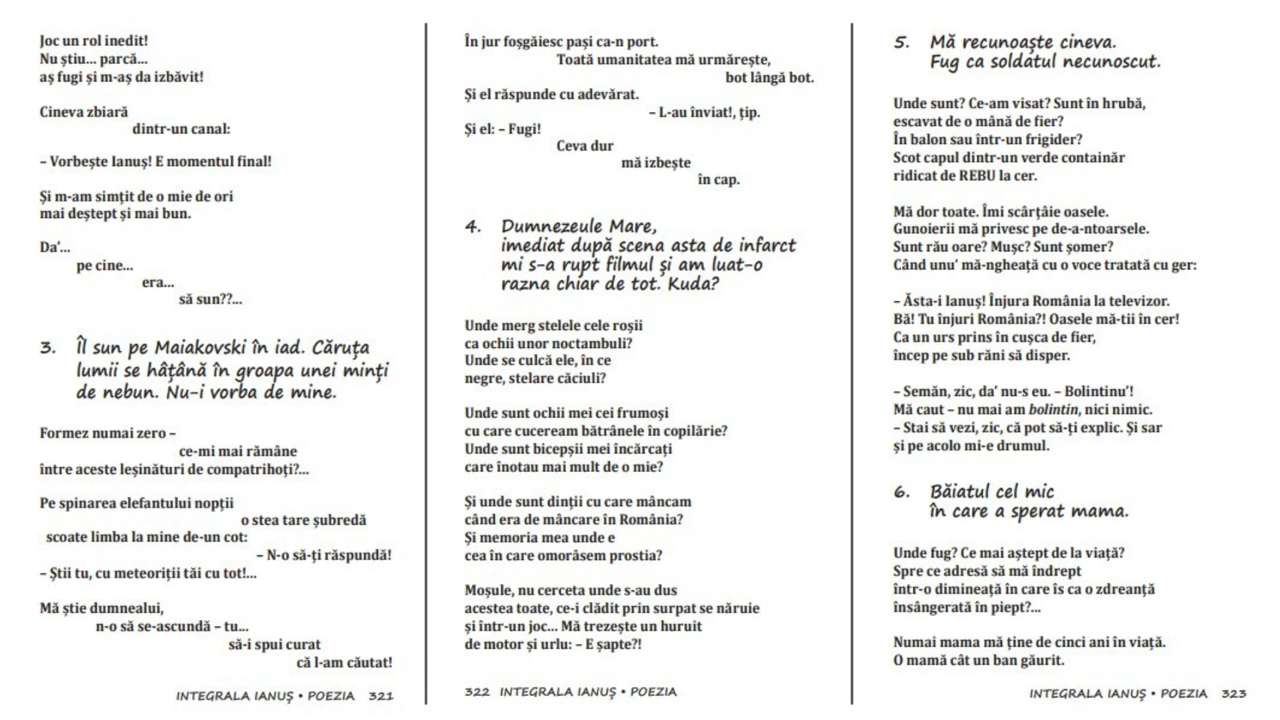 Joc un rol inedit!
Nu știu... parcă...
aș fugi și m-aș da izbăvit!
Cineva zbiară
dintr-un canal:
– Vorbește Ianuș! E momentul final!
Și m-am simțit de o mie de ori
mai deștept și mai bun.
Da’...
pe cine...
era...
să sun??...
3. Îl sun pe Maiakovski în iad. Căruța
lumii se hâțână în groapa unei minți
de nebun. Nu-i vorba de mine.
Formez numai zero –
ce-mi mai rămâne
între aceste leșinături de compatrihoți?...
Pe spinarea elefantului nopții
o stea tare șubredă
scoate limba la mine de-un cot:
– N-o să-ți răspundă!
– Știi tu, cu meteoriții tăi cu tot!...
Mă știe dumnealui,
n-o să se-ascundă – tu...
să-i spui curat
că l-am căutat!
INTEGRALA IANUȘ • POEZIA 321
În jur foșgăiesc pași ca-n port.
Toată umanitatea mă urmărește,
bot lângă bot.
Și el răspunde cu adevărat.
– L-au înviat!, țip.
Și el: – Fugi!
Ceva dur
mă izbește
în cap.
4. Dumnezeule Mare,
imediat după scena asta de infarct
mi s-a rupt filmul și am luat-o
razna chiar de tot. Kuda?
Unde merg stelele cele roșii
ca ochii unor noctambuli?
Unde se culcă ele, în ce
negre, stelare căciuli?
Unde sunt ochii mei cei frumoși
cu care cuceream bătrânele în copilărie?
Unde sunt bicepșii mei încărcați
care înotau mai mult de o mie?
Și unde sunt dinții cu care mâncam
când era de mâncare în România?
Și memoria mea unde e
cea în care omorâsem prostia?
Moșule, nu cerceta unde s-au dus
acestea toate, ce-i clădit prin surpat se năruie
și într-un joc... Mă trezește un huruit
de motor și urlu: – E șapte?!
322 INTEGRALA IANUȘ • POEZIA
5. Mă recunoaște cineva.
Fug ca soldatul necunoscut.
Unde sunt? Ce-am visat? Sunt în hrubă,
escavat de o mână de fier?
În balon sau într-un frigider?
Scot capul dintr-un verde containăr
ridicat de REBU la cer.
Mă dor toate. Îmi scârțâie oasele.
Gunoierii mă privesc pe de-a-ntoarsele.
Sunt rău oare? Mușc? Sunt șomer?
Când unu’ mă-ngheață cu o voce tratată cu ger:
– Ăsta-i Ianuș! Înjura România la televizor.
Bă! Tu înjuri România?! Oasele mă-tii în cer!
Ca un urs prins în cușca de fier,
încep pe sub răni să disper.
– Semăn, zic, da’ nu-s eu. – Bolintinu’!
Mă caut – nu mai am bolintin, nici nimic.
– Stai să vezi, zic, că pot să-ți explic. Și sar
și pe acolo mi-e drumul.
6. Băiatul cel mic
în care a sperat mama.
Unde fug? Ce mai aștept de la viață?
Spre ce adresă să mă îndrept
într-o dimineață în care îs ca o zdreanță
însângerată în piept?...
Numai mama mă ține de cinci ani în viață.
O mamă cât un ban găurit.
INTEGRALA IANUȘ • POEZIA 323